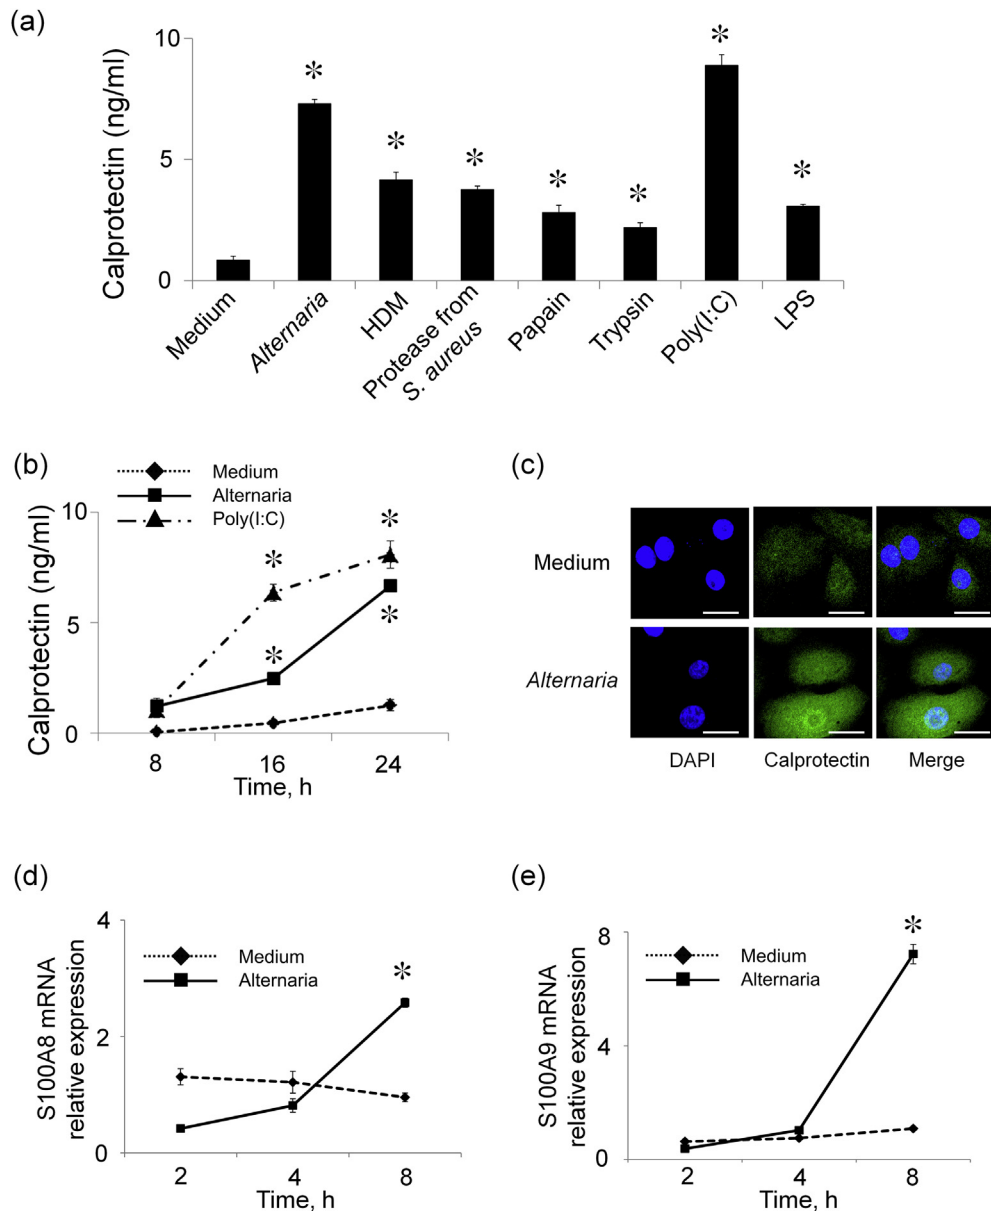 (a)
Calprotectin (ng/ml)
10
5
0
*
*
*
*
*
*
*
Medium
Alternaria
HDM
Protease from
S. aureus
Papain
Trypsin
Poly(I:C)
LPS
(b)
Medium
Alternaria
Poly(I:C)
Calprotectin (ng/ml)
10
5
0
*
*
*
*
8
16
24
Time, h
(c)
Medium
Alternaria
DAPI
Calprotectin
Merge
(d)
S100A8 mRNA
relative expression
4
2
0
Medium
Alternaria
*
2
4
8
Time, h
(e)
S100A9 mRNA
relative expression
8
4
0
Medium
Alternaria
*
2
4
8
Time, h